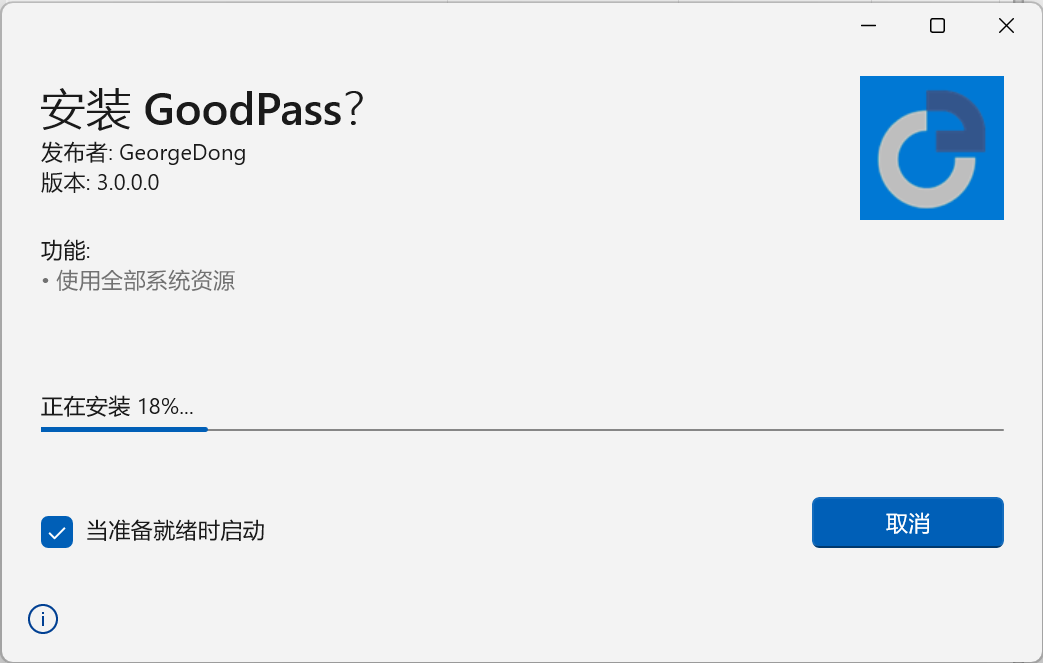 安装 GoodPass?
发布者: GeorgeDong
版本: 3.0.0.0
功能:
• 使用全部系统资源
正在安装 18%...
当准备就绪时启动
取消